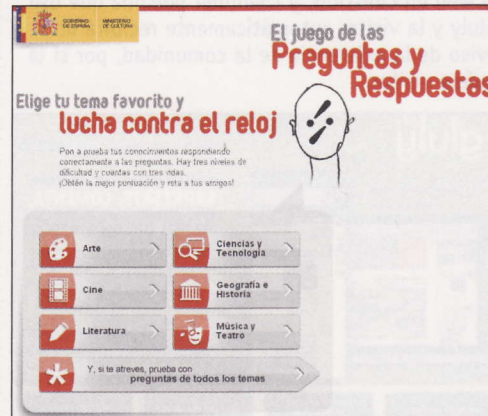 GOBIERNO DE ESPAÑA
MINISTERIO DE CULTURA
El juego de las
Preguntas y
Respuestas
Elige tu tema favorito y
lucha contra el reloj
Pon a prueba tus conocimientos respondiendo
correctamente a las preguntas. Hay tres niveles de
dificultad y cuentas con tres vidas.
¡Obtén la mejor puntuación y reta a tus amigos!
Arte
Ciencias y
Tecnología
Cine
Geografía e
Historia
Literatura
Música y
Teatro
Y, si te atreves, prueba con
preguntas de todos los temas